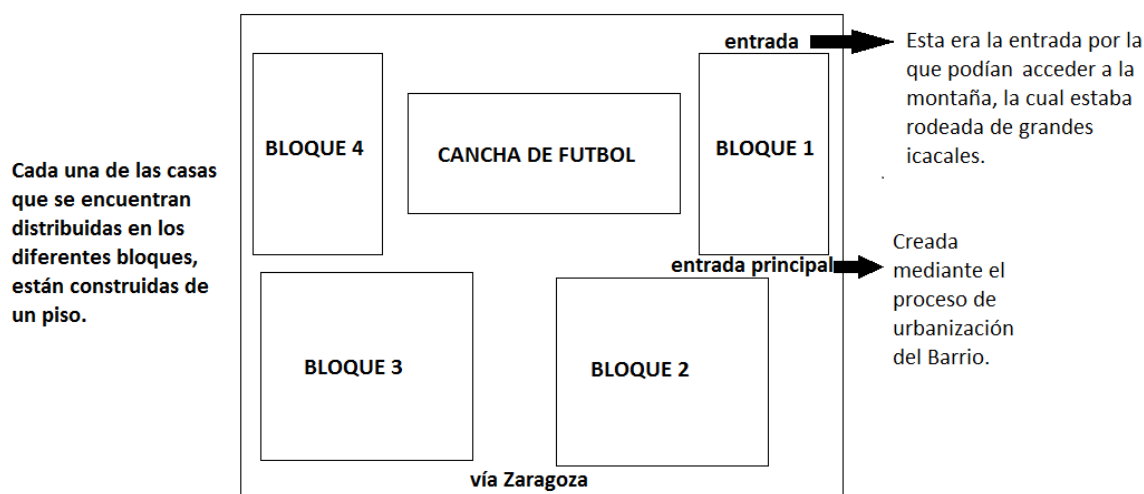 entrada
Esta era la entrada por la
que podían acceder a la
montaña, la cual estaba
rodeada de grandes
icacales.
BLOQUE 4
CANCHA DE FUTBOL
BLOQUE 1
Cada una de las casas
que se encuentran
distribuidas en los
diferentes bloques,
están construidas de
un piso.
entrada principal
Creada
mediante el
proceso de
urbanización
del Barrio.
BLOQUE 3
BLOQUE 2
vía Zaragoza